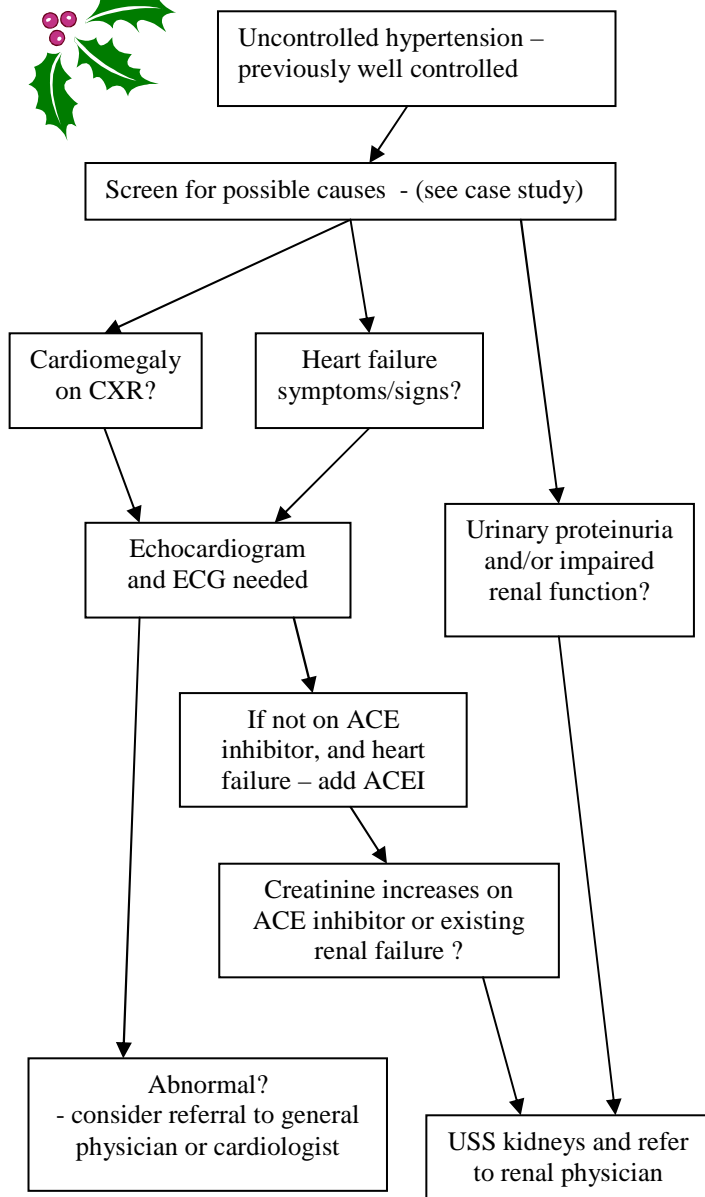 Uncontrolled hypertension –
previously well controlled
Screen for possible causes - (see case study)
Cardiomegaly
on CXR?
Heart failure
symptoms/signs?
Urinary proteinuria
and/or impaired
renal function?
Echocardiogram
and ECG needed
If not on ACE
inhibitor, and heart
failure – add ACEI
Creatinine increases on
ACE inhibitor or existing
renal failure ?
Abnormal?
- consider referral to general
physician or cardiologist
USS kidneys and refer
to renal physician